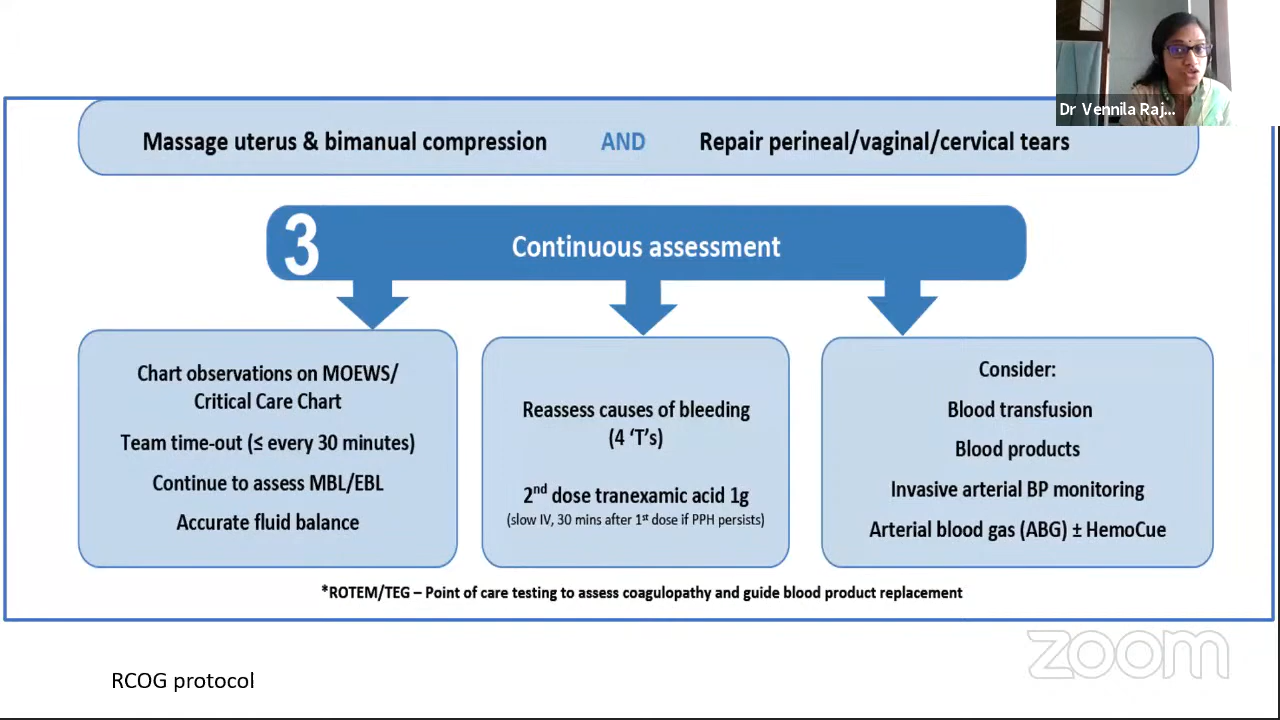 Dr Vennila Raj...
Massage uterus & bimanual compression AND Repair perineal/vaginal/cervical tears
3 Continuous assessment
Chart observations on MOEWS/
Critical Care Chart
Team time-out (≤ every 30 minutes)
Continue to assess MBL/EBL
Accurate fluid balance
Reassess causes of bleeding
(4 ‘T’s)
2nd dose tranexamic acid 1g
(slow IV, 30 mins after 1st dose if PPH persists)
Consider:
Blood transfusion
Blood products
Invasive arterial BP monitoring
Arterial blood gas (ABG) ± HemoCue
*ROTEM/TEG – Point of care testing to assess coagulopathy and guide blood product replacement
zoom
RCOG protocol